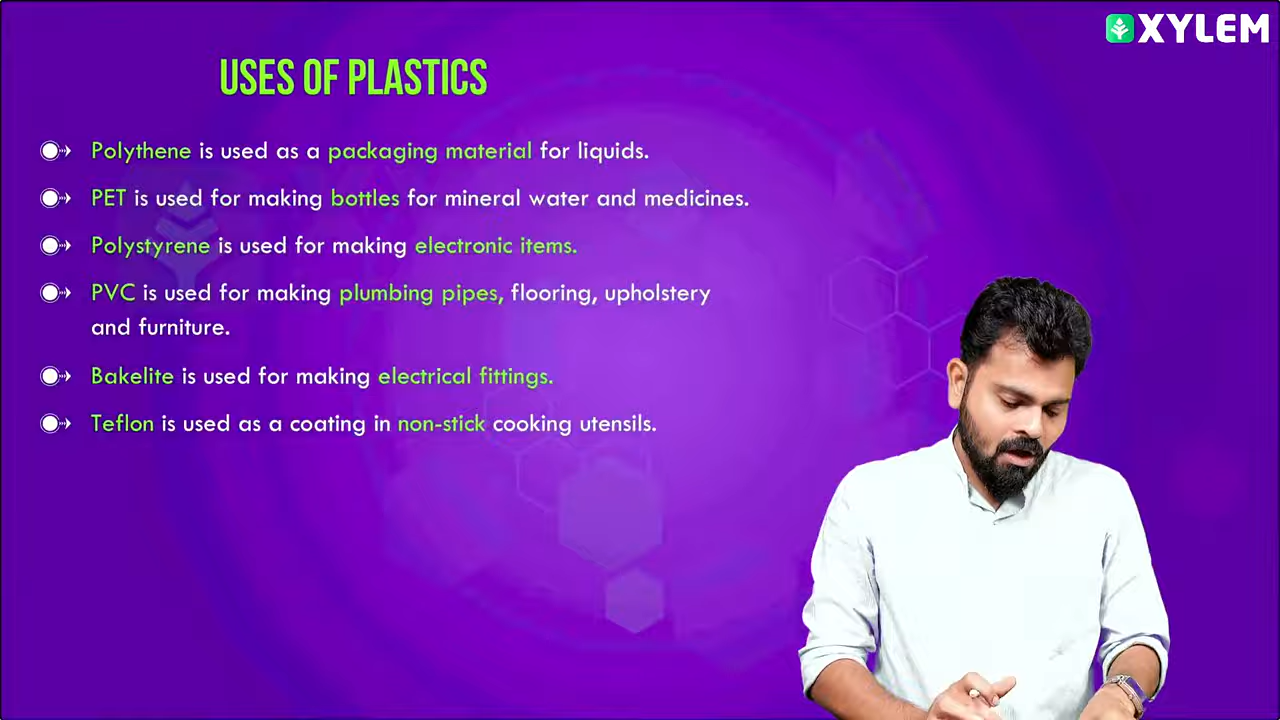 XYLEM
USES OF PLASTICS
Polythene is used as a packaging material for liquids.
PET is used for making bottles for mineral water and medicines.
Polystyrene is used for making electronic items.
PVC is used for making plumbing pipes, flooring, upholstery
and furniture.
Bakelite is used for making electrical fittings.
Teflon is used as a coating in non-stick cooking utensils.